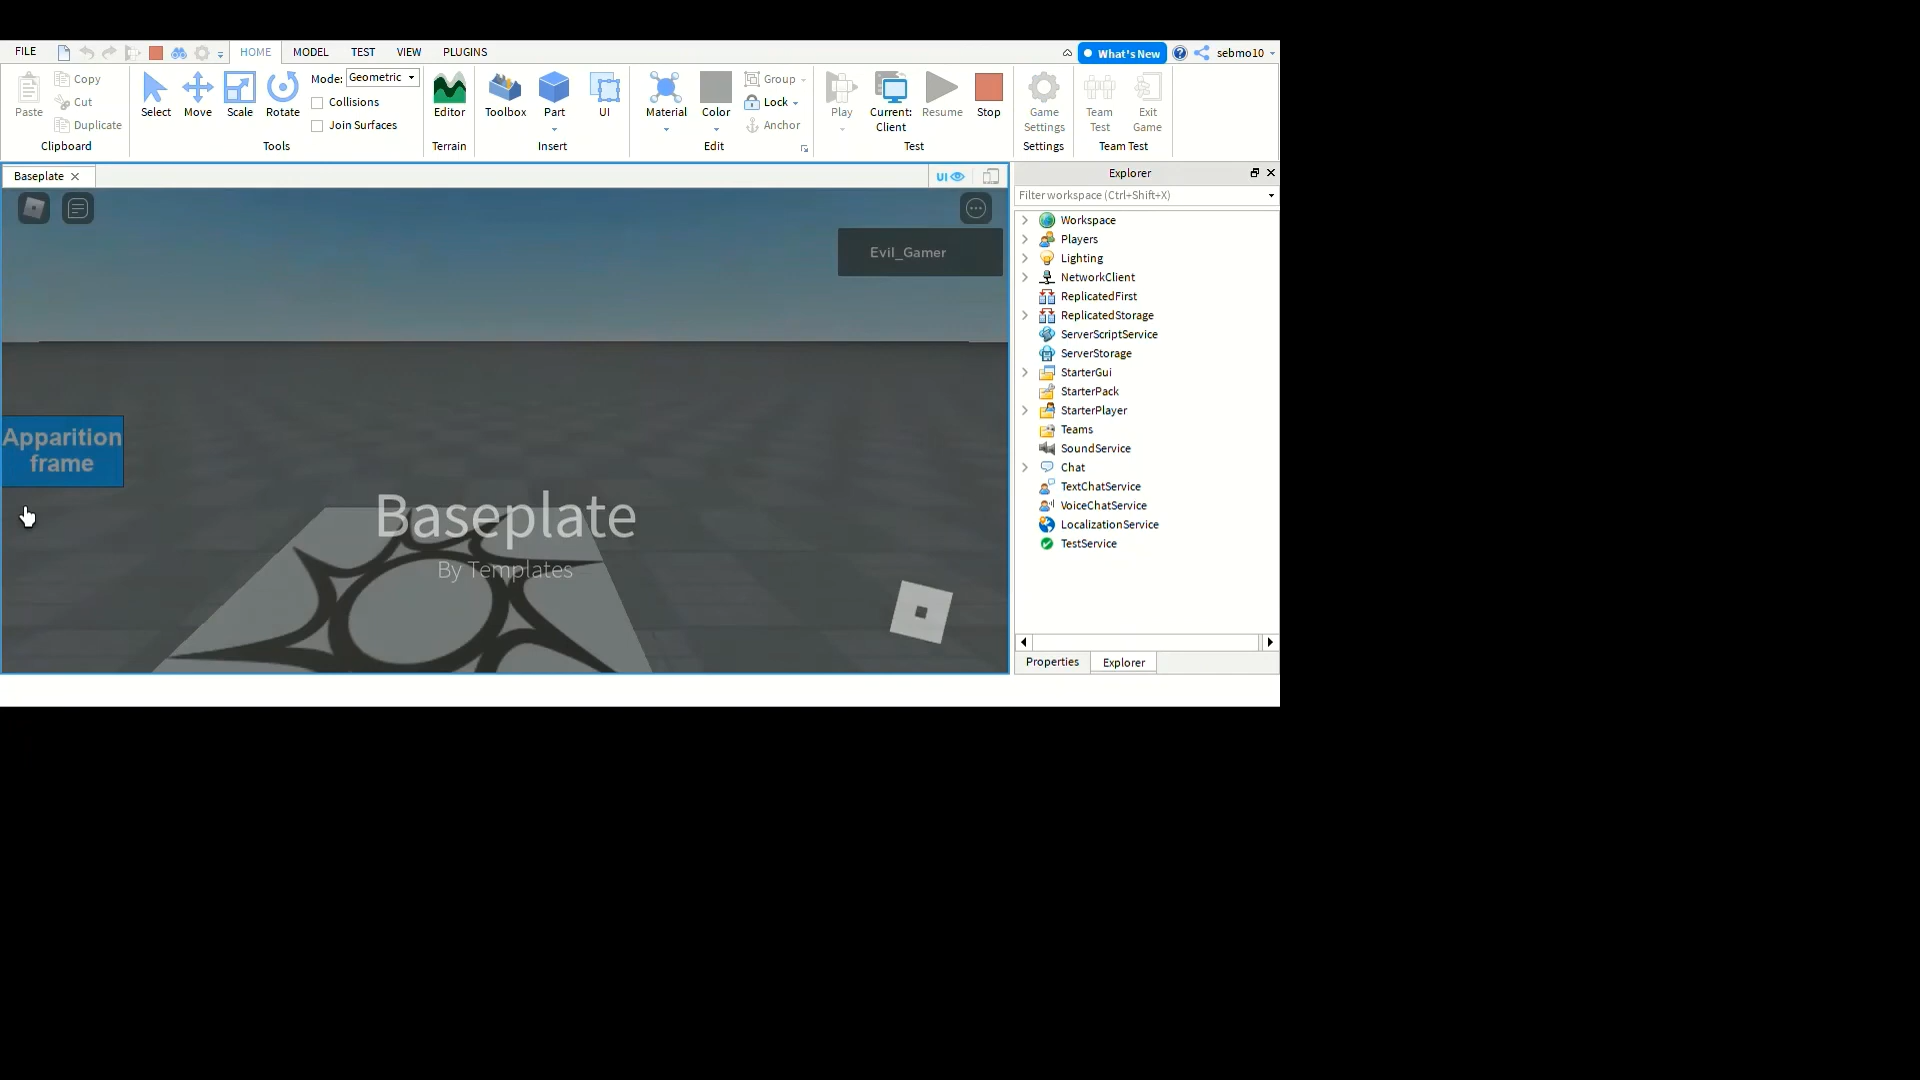 FILE
HOME
MODEL
TEST
VIEW
PLUGINS
What's New
sebmo10
Paste
Copy
Cut
Duplicate
Clipboard
Select
Move
Scale
Rotate
Mode: Geometric
Collisions
Join Surfaces
Tools
Editor
Terrain
Toolbox
Part
UI
Insert
Material
Color
Group
Lock
Anchor
Edit
Play
Current:
Client
Resume
Stop
Test
Game
Settings
Settings
Team
Test
Exit
Game
Team Test
Baseplate
UI
Evil_Gamer
Apparition
frame
Baseplate
By Templates
Explorer
Filter workspace (Ctrl+Shift+X)
Workspace
Players
Lighting
NetworkClient
ReplicatedFirst
ReplicatedStorage
ServerScriptService
ServerStorage
StarterGui
StarterPack
StarterPlayer
Teams
SoundService
Chat
TextChatService
VoiceChatService
LocalizationService
TestService
Properties
Explorer